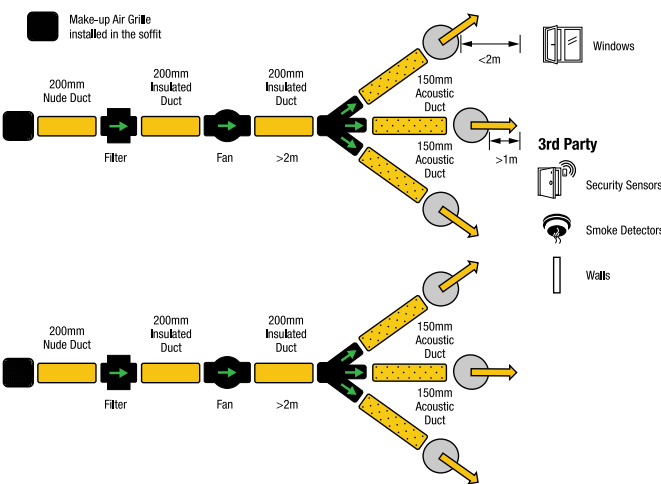 Make-up Air Grille
installed in the soffit
200mm
Nude Duct
200mm
Insulated
Duct
200mm
Insulated
Duct
150mm
Acoustic
Duct
<2m
Windows
Filter
Fan
>2m
150mm
Acoustic
Duct
>1m
3rd Party
Security Sensors
Smoke Detectors
Walls
200mm
Nude Duct
200mm
Insulated
Duct
200mm
Insulated
Duct
150mm
Acoustic
Duct
Filter
Fan
>2m
150mm
Acoustic
Duct